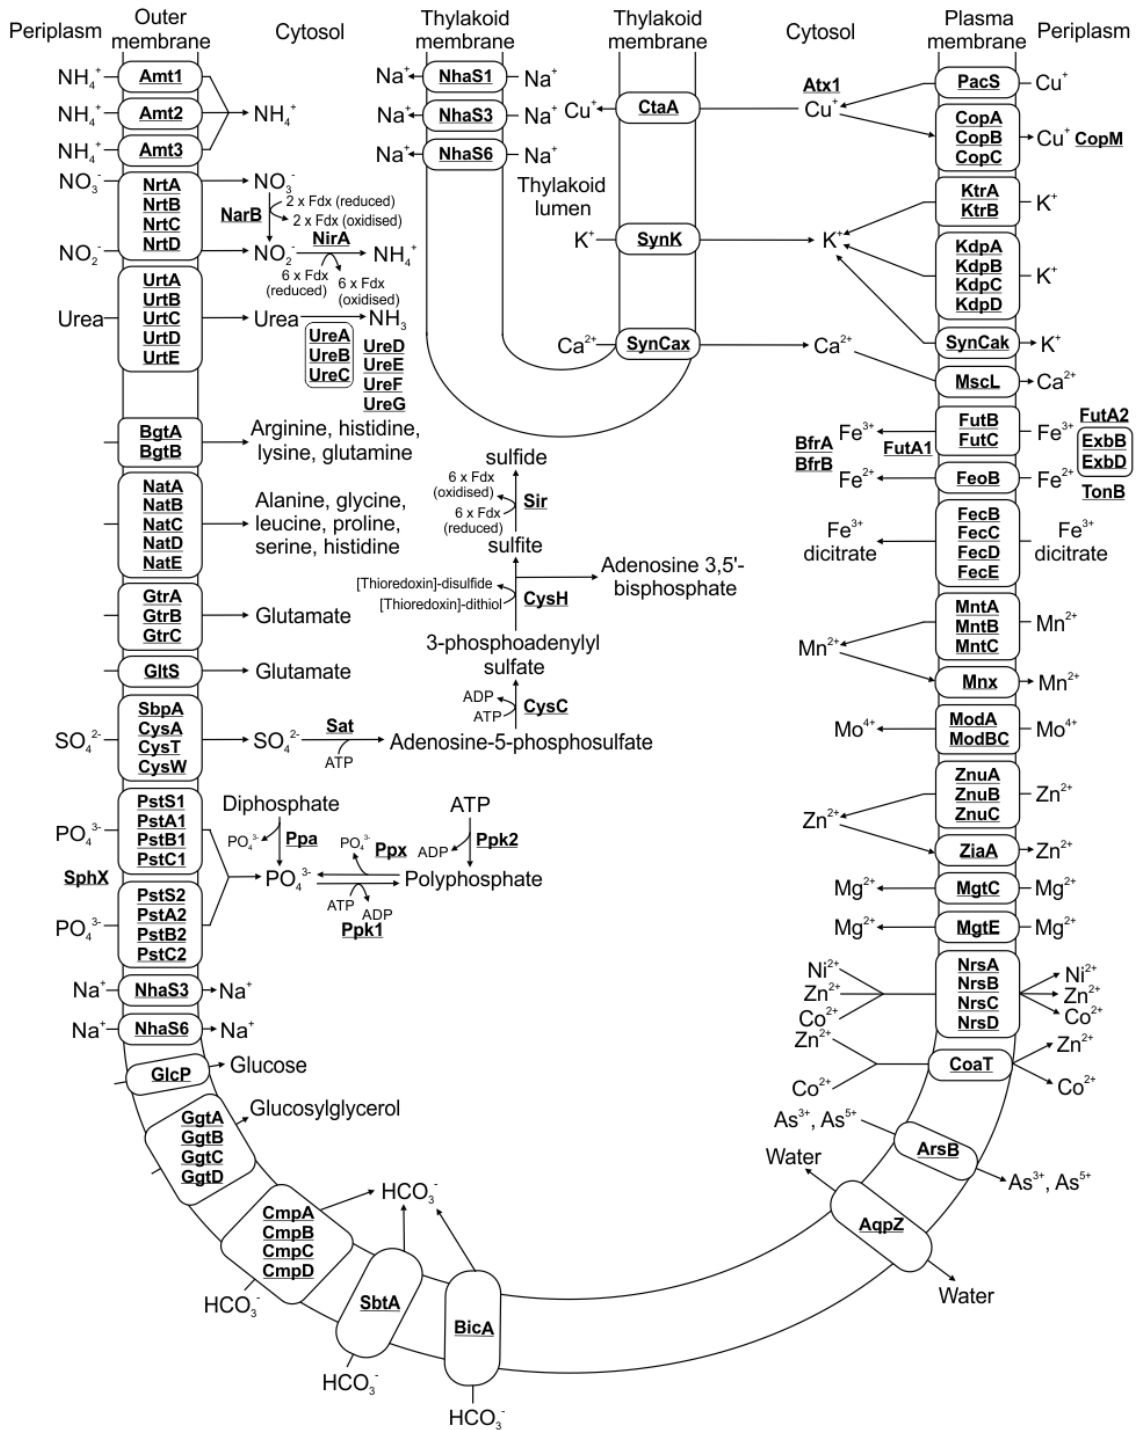 Periplasm
Outer
membrane
Cytosol
Thylakoid
membrane
Thylakoid
membrane
Cytosol
Plasma
membrane
Periplasm
NH₄⁺
Amt1
NH₄⁺
Amt2
NH₄⁺
NH₄⁺
Amt3
NO₃⁻
NrtA
NrtB
NrtC
NrtD
NO₃⁻
NarB
2 x Fdx (reduced)
2 x Fdx (oxidised)
NO₂⁻
NO₂⁻
NirA
NH₄⁺
6 x Fdx
(reduced)
6 x Fdx
(oxidised)
Urea
UrtA
UrtB
UrtC
UrtD
UrtE
Urea
NH₃
UreA
UreB
UreC
UreD
UreE
UreF
UreG
BgtA
BgtB
Arginine, histidine,
lysine, glutamine
NatA
NatB
NatC
NatD
NatE
Alanine, glycine,
leucine, proline,
serine, histidine
GtrA
GtrB
GtrC
Glutamate
GltS
Glutamate
SO₄²⁻
SbpA
CysA
CysT
CysW
SO₄²⁻
Sat
ATP
Adenosine-5-phosphosulfate
ADP
ATP
CysC
3-phosphoadenylyl
sulfate
[Thioredoxin]-disulfide
[Thioredoxin]-dithiol
CysH
Adenosine 3,5'-
bisphosphate
sulfite
6 x Fdx
(oxidised)
6 x Fdx
(reduced)
Sir
sulfide
PO₄³⁻
PstS1
PstA1
PstB1
PstC1
SphX
PO₄³⁻
PstS2
PstA2
PstB2
PstC2
Diphosphate
PO₄³⁻
Ppa
PO₄³⁻
PO₄³⁻
Ppx
ATP
ADP
Ppk1
ATP
ADP
Ppk2
Polyphosphate
Na⁺
NhaS3
Na⁺
Na⁺
NhaS6
Na⁺
GlcP
Glucose
GgtA
GgtB
GgtC
GgtD
Glucosylglycerol
HCO₃⁻
CmpA
CmpB
CmpC
CmpD
HCO₃⁻
SbtA
HCO₃⁻
BicA
HCO₃⁻
Na⁺
NhaS1
Na⁺
Na⁺
NhaS3
Na⁺
Na⁺
NhaS6
Na⁺
Thylakoid
lumen
Cu⁺
CtaA
Atx1
Cu⁺
PacS
Cu⁺
CopA
CopB
CopC
Cu⁺
CopM
K⁺
SynK
K⁺
KtrA
KtrB
K⁺
KdpA
KdpB
KdpC
KdpD
K⁺
SynCak
K⁺
Ca²⁺
SynCax
Ca²⁺
MscL
Ca²⁺
BfrA
BfrB
Fe³⁺
FutA1
FutB
FutC
Fe³⁺
FutA2
ExbB
ExbD
TonB
Fe²⁺
FeoB
Fe²⁺
Fe³⁺
dicitrate
FecB
FecC
FecD
FecE
Fe³⁺
dicitrate
Mn²⁺
MntA
MntB
MntC
Mn²⁺
Mnx
Mn²⁺
Mo⁴⁺
ModA
ModBC
Mo⁴⁺
Zn²⁺
ZnuA
ZnuB
ZnuC
Zn²⁺
ZiaA
Zn²⁺
Mg²⁺
MgtC
Mg²⁺
Mg²⁺
MgtE
Mg²⁺
Ni²⁺
Zn²⁺
Co²⁺
NrsA
NrsB
NrsC
NrsD
Ni²⁺
Zn²⁺
Co²⁺
Zn²⁺
Co²⁺
CoaT
Zn²⁺
Co²⁺
As³⁺, As⁵⁺
ArsB
As³⁺, As⁵⁺
Water
AqpZ
Water